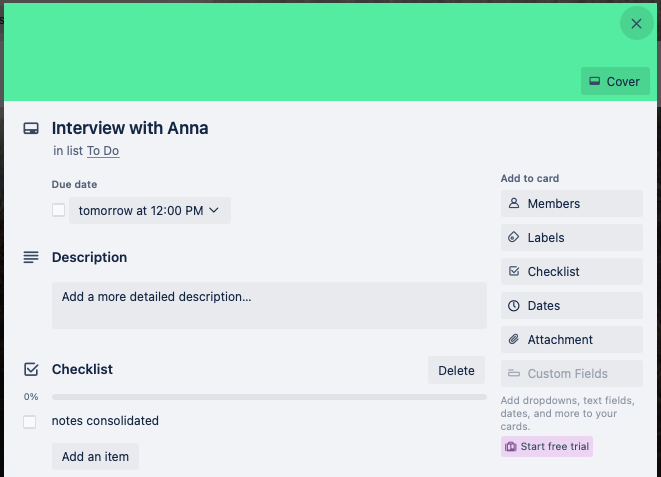 Cover
Interview with Anna
in list To Do
Due date
tomorrow at 12:00 PM
Description
Add a more detailed description...
Checklist
Delete
0%
notes consolidated
Add an item
Add to card
Members
Labels
Checklist
Dates
Attachment
Custom Fields
Add dropdowns, text fields,
dates, and more to your
cards.
Start free trial